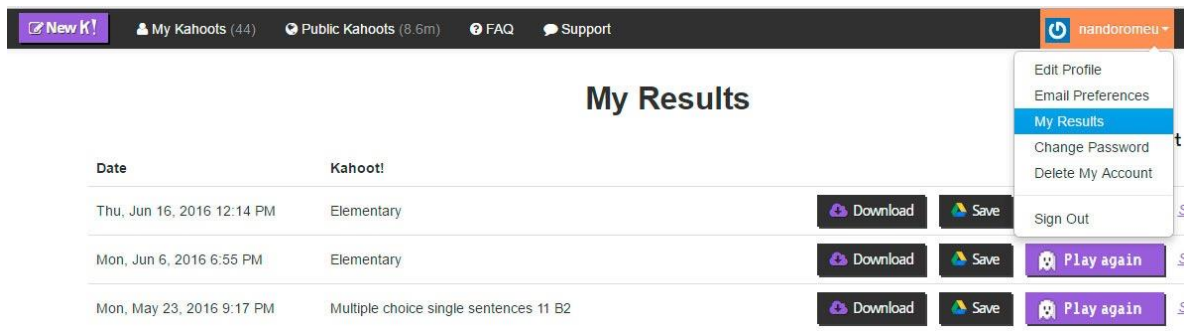 New K! My Kahoots (44) Public Kahoots (8.6m) FAQ Support nandoromeu
Edit Profile
Email Preferences
My Results
My Results
Change Password
Delete My Account
Sign Out
Date Kahoot!
Thu, Jun 16, 2016 12:14 PM Elementary Download Save
Mon, Jun 6, 2016 6:55 PM Elementary Download Save Play again
Mon, May 23, 2016 9:17 PM Multiple choice single sentences 11 B2 Download Save Play again